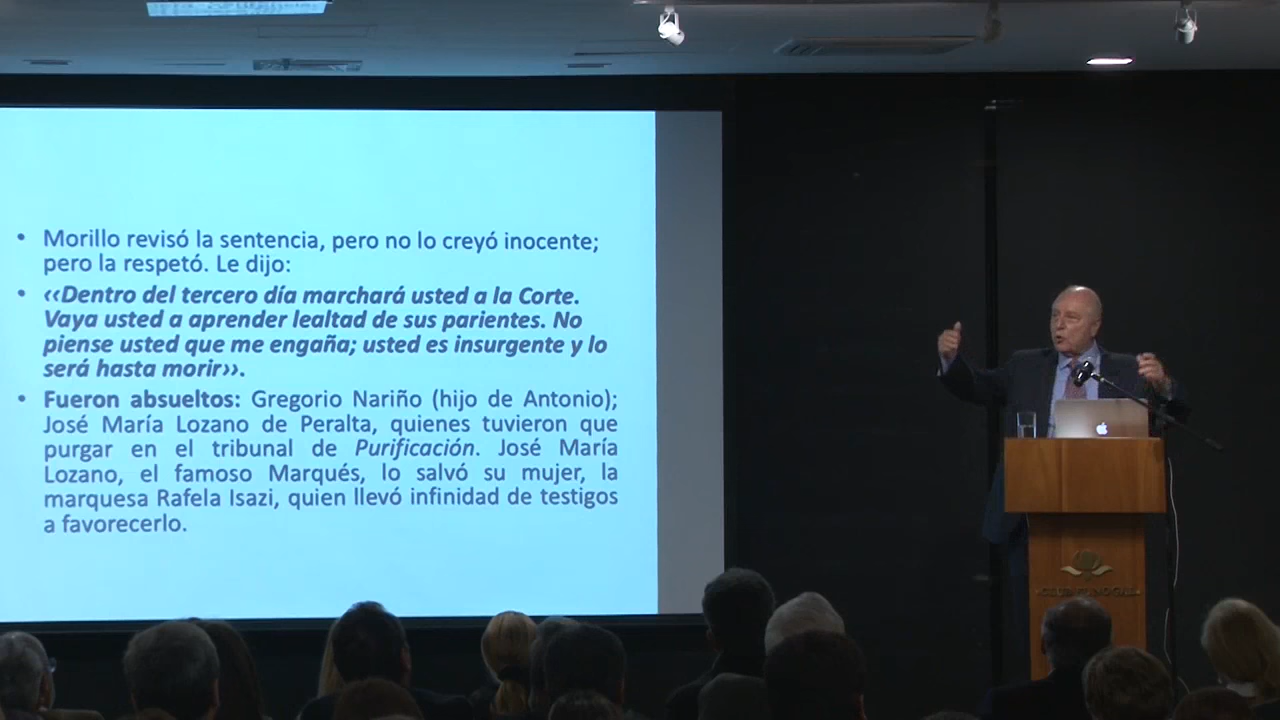 • Morillo revisó la sentencia, pero no lo creyó inocente;
pero la respetó. Le dijo:
• ‹‹Dentro del tercero día marchará usted a la Corte.
Vaya usted a aprender lealtad de sus parientes. No
piense usted que me engaña; usted es insurgente y lo
será hasta morir››.
• Fueron absueltos: Gregorio Nariño (hijo de Antonio);
José María Lozano de Peralta, quienes tuvieron que
purgar en el tribunal de Purificación. José María
Lozano, el famoso Marqués, lo salvó su mujer, la
marquesa Rafela Isazi, quien llevó infinidad de testigos
a favorecerlo.